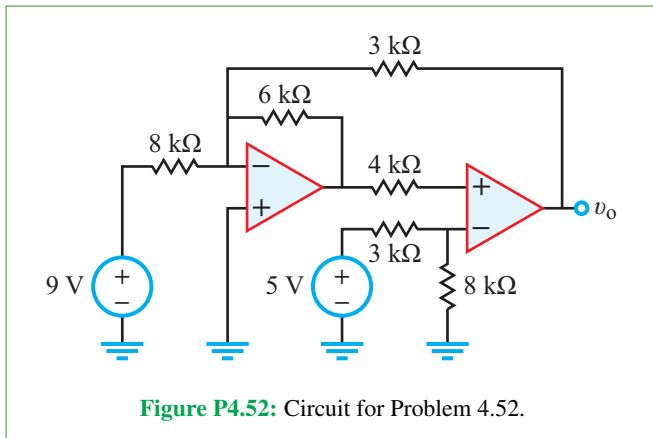 3 kΩ
6 kΩ
8 kΩ
4 kΩ
−
+
+
−
vo
3 kΩ
9 V
+
−
5 V
+
−
8 kΩ
Figure P4.52: Circuit for Problem 4.52.